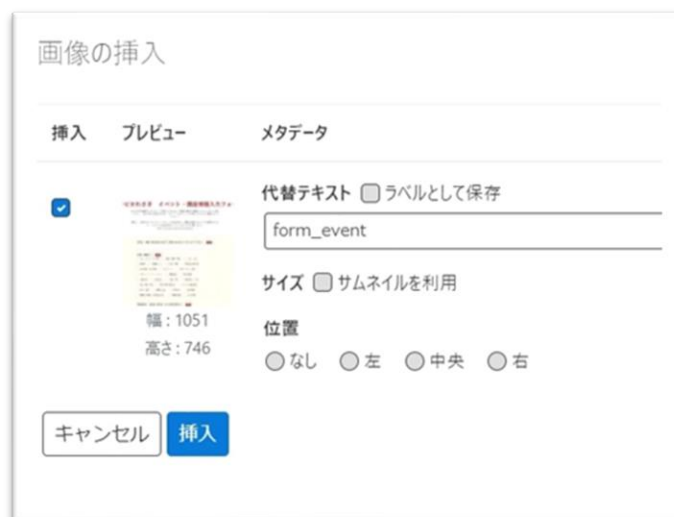 画像の挿入
挿入 プレビュー メタデータ
代替テキスト ラベルとして保存
form_event
サイズ サムネイルを利用
幅 : 1051
高さ : 746
位置
なし 左 中央 右
キャンセル 挿入